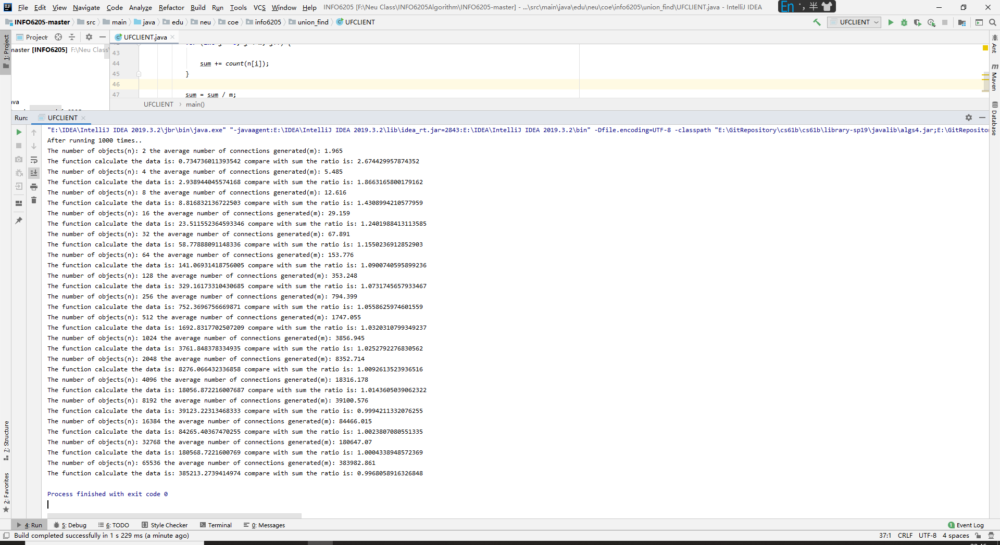 File Edit View Navigate Code Analyze Refactor Build Run Tools VCS Window Help INFO6205 [F:\Neu Class\INFO6205Algorithm\INFO6205-master] - ...\src\main\java\edu\neu\coe\info6205\union_find\UFCLIENT.java - IntelliJ IDEA En 半
INFO6205-master src main java edu neu coe info6205 union_find UFCLIENT UFCLIENT
Project UFCLIENT.java
1: Project
master [INFO6205] F:\Neu Class\
43
44 sum += count(n[i]);
45 }
46
47 sum = sum / m;
UFCLIENT › main()
Ant
Maven
Database
Run: UFCLIENT
"E:\IDEA\IntelliJ IDEA 2019.3.2\jbr\bin\java.exe" "-javaagent:E:\IDEA\IntelliJ IDEA 2019.3.2\lib\idea_rt.jar=2843:E:\IDEA\IntelliJ IDEA 2019.3.2\bin" -Dfile.encoding=UTF-8 -classpath "E:\GitRepository\cs61b\cs61b\library-sp19\javalib\algs4.jar;E:\GitReposito
After running 1000 times..
The number of objects(n): 2 the average number of connections generated(m): 1.965
The function calculate the data is: 0.734736011393542 compare with sum the ratio is: 2.674429957874352
The number of objects(n): 4 the average number of connections generated(m): 5.485
The function calculate the data is: 2.938944045574168 compare with sum the ratio is: 1.8663165800179162
The number of objects(n): 8 the average number of connections generated(m): 12.616
The function calculate the data is: 8.816832136722503 compare with sum the ratio is: 1.4308994210577959
The number of objects(n): 16 the average number of connections generated(m): 29.159
The function calculate the data is: 23.511552364593346 compare with sum the ratio is: 1.2401988413113585
The number of objects(n): 32 the average number of connections generated(m): 67.891
The function calculate the data is: 58.77888091148336 compare with sum the ratio is: 1.1550236912852903
The number of objects(n): 64 the average number of connections generated(m): 153.776
The function calculate the data is: 141.06931418756005 compare with sum the ratio is: 1.0900740595899236
The number of objects(n): 128 the average number of connections generated(m): 353.248
The function calculate the data is: 329.16173310430685 compare with sum the ratio is: 1.0731745657933467
The number of objects(n): 256 the average number of connections generated(m): 794.399
The function calculate the data is: 752.3696756669871 compare with sum the ratio is: 1.0558625974601559
The number of objects(n): 512 the average number of connections generated(m): 1747.055
The function calculate the data is: 1692.8317702507209 compare with sum the ratio is: 1.0320310799349237
The number of objects(n): 1024 the average number of connections generated(m): 3856.945
The function calculate the data is: 3761.848378334935 compare with sum the ratio is: 1.0252792276830562
The number of objects(n): 2048 the average number of connections generated(m): 8352.714
The function calculate the data is: 8276.066432336858 compare with sum the ratio is: 1.0092613523936516
The number of objects(n): 4096 the average number of connections generated(m): 18316.178
The function calculate the data is: 18056.872216007687 compare with sum the ratio is: 1.0143605039062322
The number of objects(n): 8192 the average number of connections generated(m): 39100.576
The function calculate the data is: 39123.22313468333 compare with sum the ratio is: 0.9994211332076255
The number of objects(n): 16384 the average number of connections generated(m): 84466.015
The function calculate the data is: 84265.40367470255 compare with sum the ratio is: 1.0023807080551335
The number of objects(n): 32768 the average number of connections generated(m): 180647.07
The function calculate the data is: 180568.7221600769 compare with sum the ratio is: 1.0004338948572369
The number of objects(n): 65536 the average number of connections generated(m): 383982.861
The function calculate the data is: 385213.2739414974 compare with sum the ratio is: 0.9968058916326848
Process finished with exit code 0
7: Structure
2: Favorites
4: Run 5: Debug 6: TODO Style Checker Terminal 0: Messages 1 Event Log
Build completed successfully in 1 s 229 ms (a minute ago) 37:1 CRLF UTF-8 4 spaces